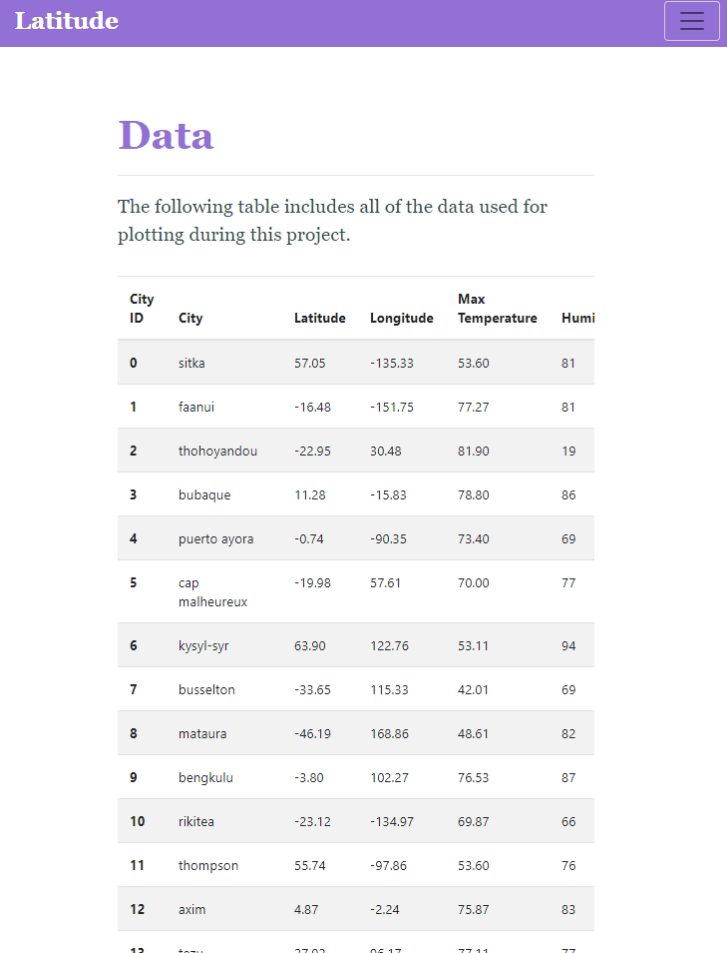 Latitude
Data
The following table includes all of the data used for
plotting during this project.
City ID City Latitude Longitude Max Temperature Humi
0 sitka 57.05 -135.33 53.60 81
1 faanui -16.48 -151.75 77.27 81
2 thohoyandou -22.95 30.48 81.90 19
3 bubaque 11.28 -15.83 78.80 86
4 puerto ayora -0.74 -90.35 73.40 69
5 cap malheureux -19.98 57.61 70.00 77
6 kysyl-syr 63.90 122.76 53.11 94
7 busselton -33.65 115.33 42.01 69
8 mataura -46.19 168.86 48.61 82
9 bengkulu -3.80 102.27 76.53 87
10 rikitea -23.12 -134.97 69.87 66
11 thompson 55.74 -97.86 53.60 76
12 axim 4.87 -2.24 75.87 83